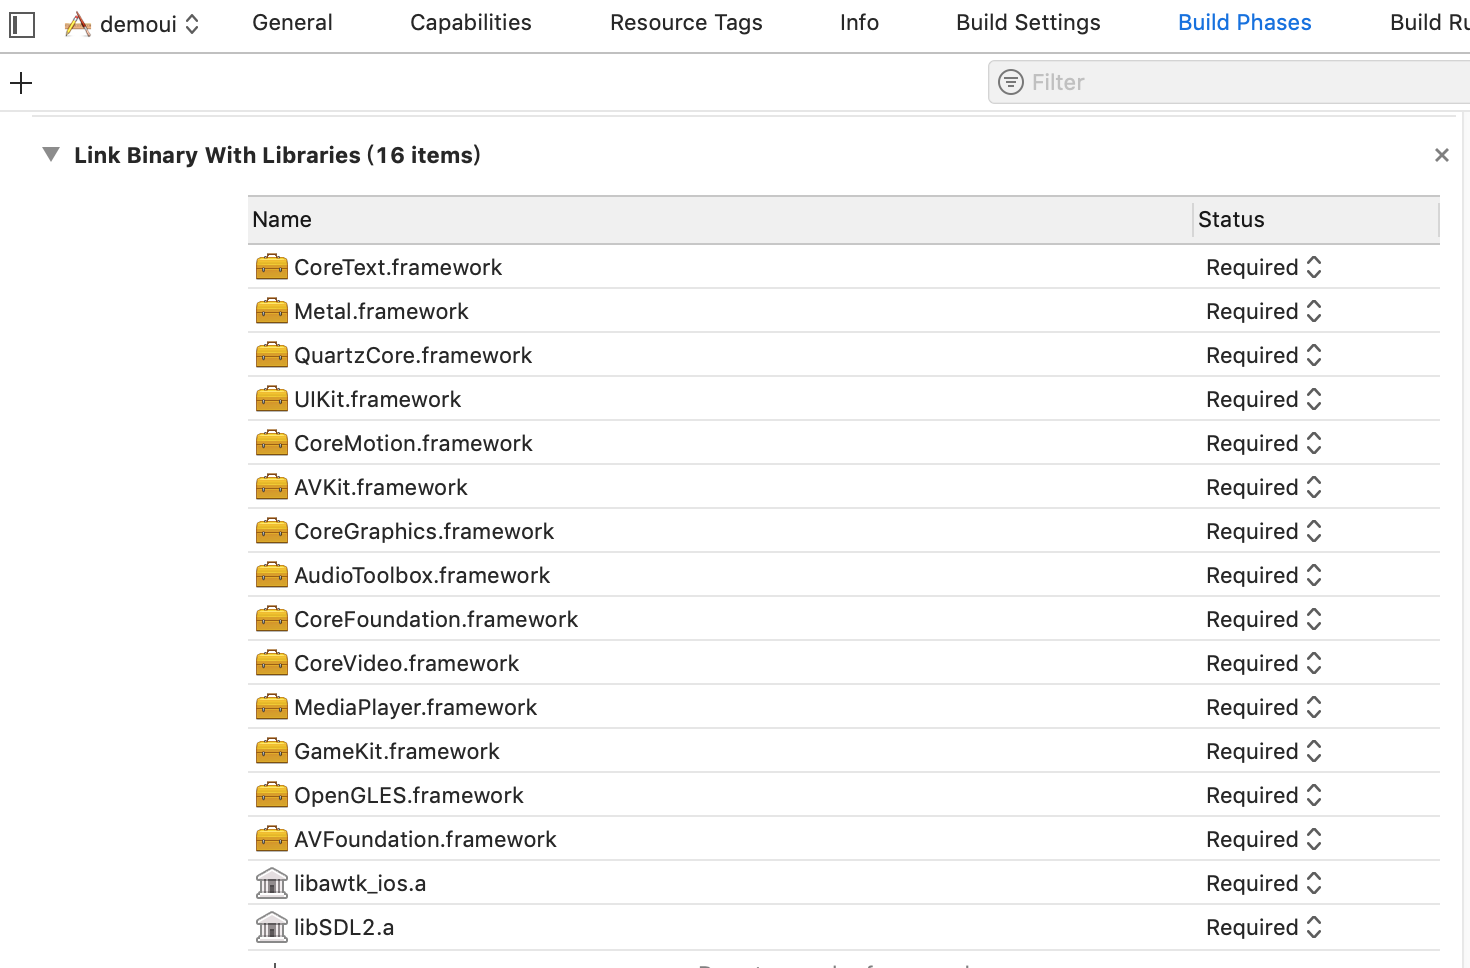 demoui General Capabilities Resource Tags Info Build Settings Build Phases Build
Filter
Link Binary With Libraries (16 items)
Name Status
CoreText.framework Required
Metal.framework Required
QuartzCore.framework Required
UIKit.framework Required
CoreMotion.framework Required
AVKit.framework Required
CoreGraphics.framework Required
AudioToolbox.framework Required
CoreFoundation.framework Required
CoreVideo.framework Required
MediaPlayer.framework Required
GameKit.framework Required
OpenGLES.framework Required
AVFoundation.framework Required
libawtk_ios.a Required
libSDL2.a Required